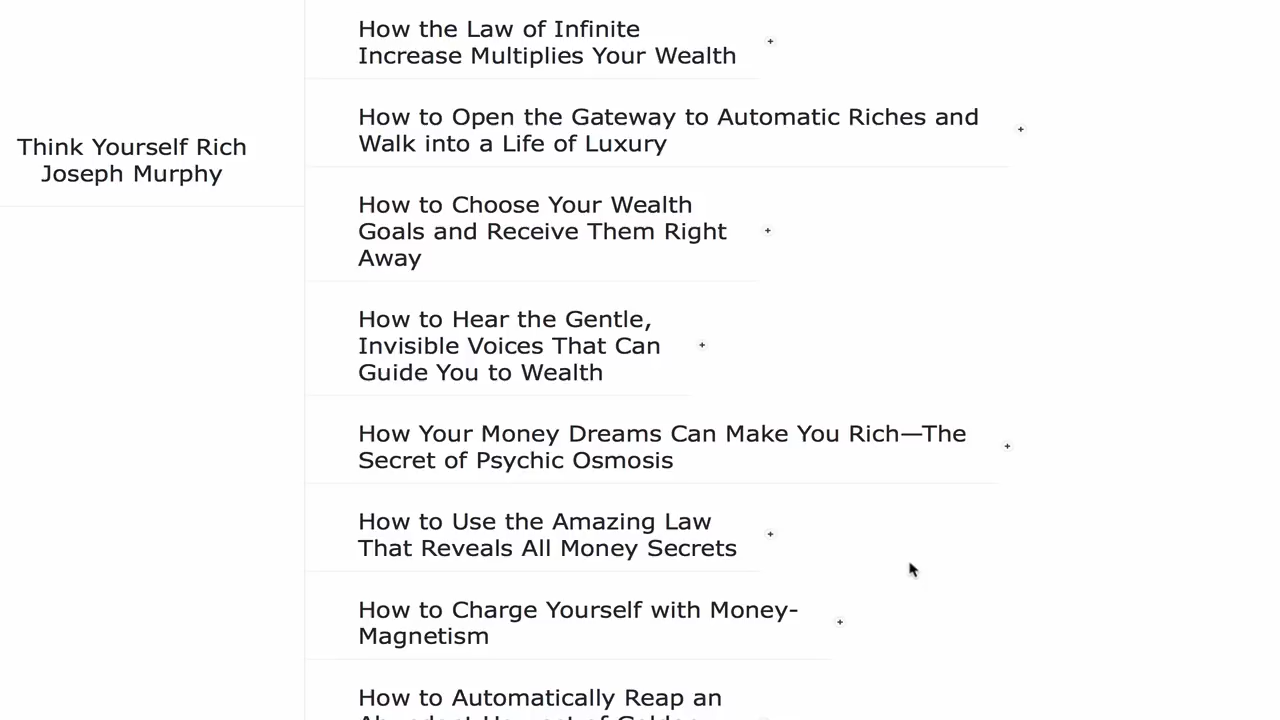 Think Yourself Rich
Joseph Murphy
How the Law of Infinite
Increase Multiplies Your Wealth
How to Open the Gateway to Automatic Riches and
Walk into a Life of Luxury
How to Choose Your Wealth
Goals and Receive Them Right
Away
How to Hear the Gentle,
Invisible Voices That Can
Guide You to Wealth
How Your Money Dreams Can Make You Rich—The
Secret of Psychic Osmosis
How to Use the Amazing Law
That Reveals All Money Secrets
How to Charge Yourself with Money-
Magnetism
How to Automatically Reap an